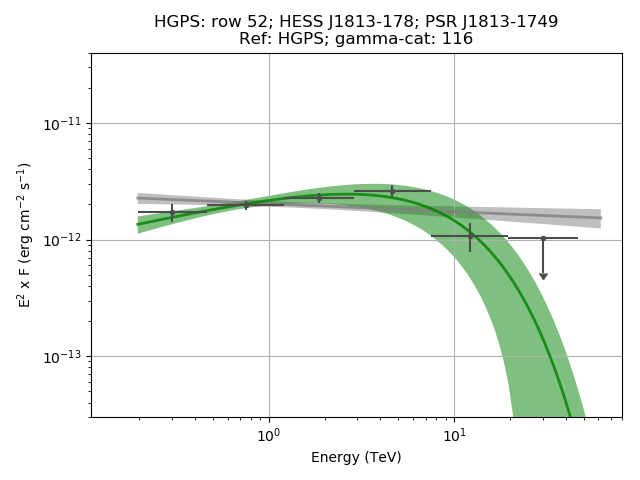 HGPS: row 52; HESS J1813-178; PSR J1813-1749
Ref: HGPS; gamma-cat: 116
E² x F (erg cm⁻² s⁻¹)
10⁻¹¹
10⁻¹²
10⁻¹³
10⁰
10¹
Energy (TeV)